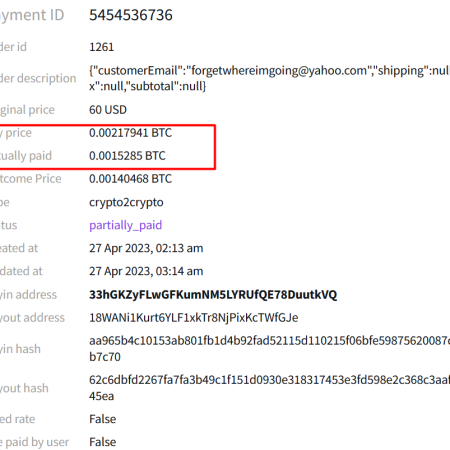 yment ID 5454536736
der id 1261
der description {"customerEmail":"forgetwhereimgoing@yahoo.com","shipping":nul
x":null,"subtotal":null}
ginal price 60 USD
y price 0.00217941 BTC
tually paid 0.0015285 BTC
tcome Price 0.00140468 BTC
pe crypto2crypto
tus partially_paid
eated at 27 Apr 2023, 02:13 am
dated at 27 Apr 2023, 03:14 am
yin address 33hGKZyFLwGFKumNM5LYRUfQE78DuutkVQ
yout address 18WANi1Kurt6YLF1xkTr8NjPixKcTWfGJe
yin hash aa965b4c10153ab801fb1d4b92fad52115d110215f06bfe59875620087c
b7c70
yout hash 62c6dbfd2267fa7fa3b49c1f151d0930e318317453e3fd598e2c368c3aaf
45ea
ed rate False
e paid by user False